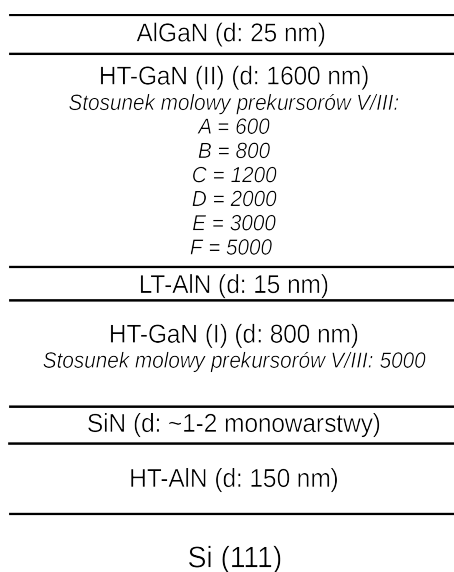 AlGaN (d: 25 nm)
HT-GaN (II) (d: 1600 nm)
Stosunek molowy prekursorów V/III:
A = 600
B = 800
C = 1200
D = 2000
E = 3000
F = 5000
LT-AlN (d: 15 nm)
HT-GaN (I) (d: 800 nm)
Stosunek molowy prekursorów V/III: 5000
SiN (d: ~1-2 monowarstwy)
HT-AlN (d: 150 nm)
Si (111)